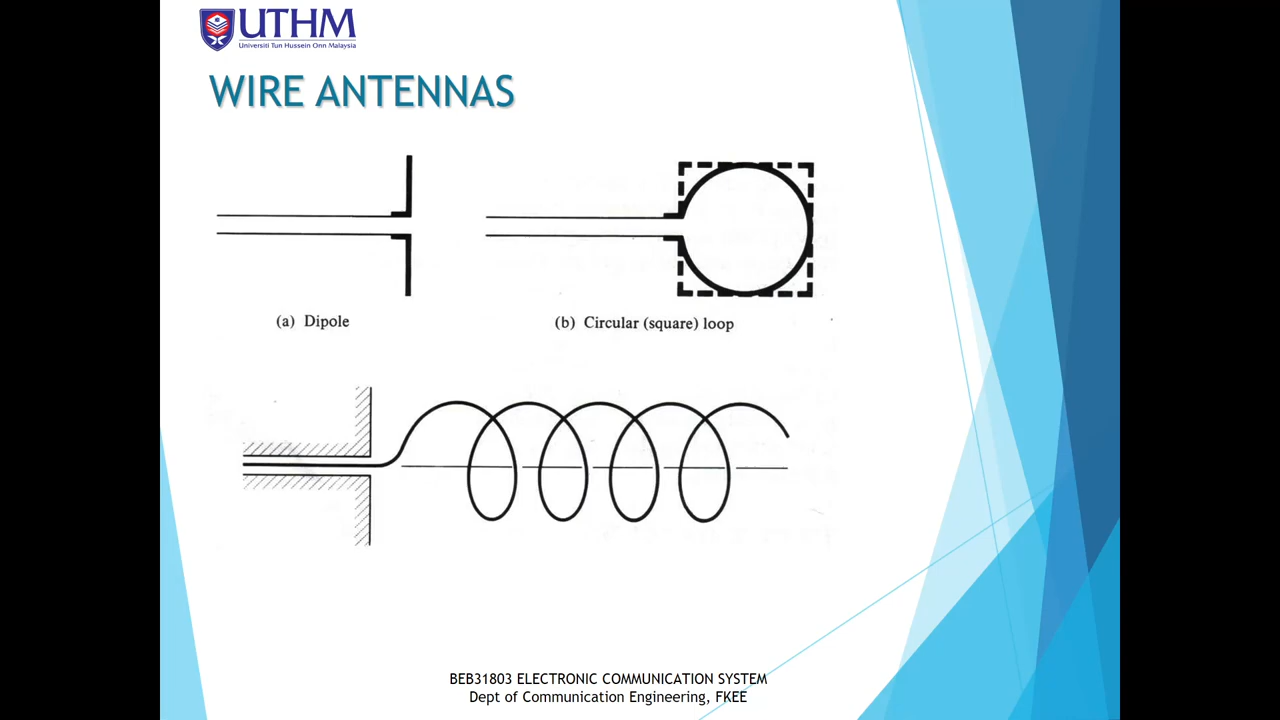 UTHM
Universiti Tun Hussein Onn Malaysia
WIRE ANTENNAS
(a) Dipole
(b) Circular (square) loop
BEB31803 ELECTRONIC COMMUNICATION SYSTEM
Dept of Communication Engineering, FKEE